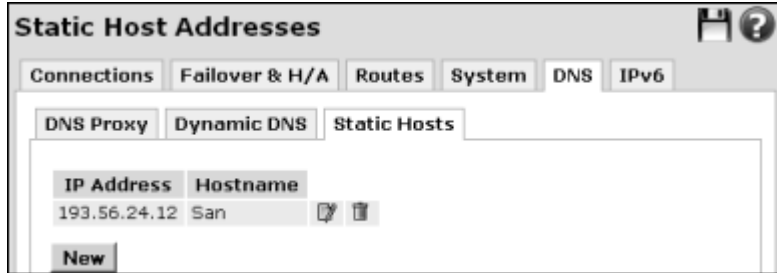 Static Host Addresses
Connections Failover & H/A Routes System DNS IPv6
DNS Proxy Dynamic DNS Static Hosts
IP Address Hostname
193.56.24.12 San
New